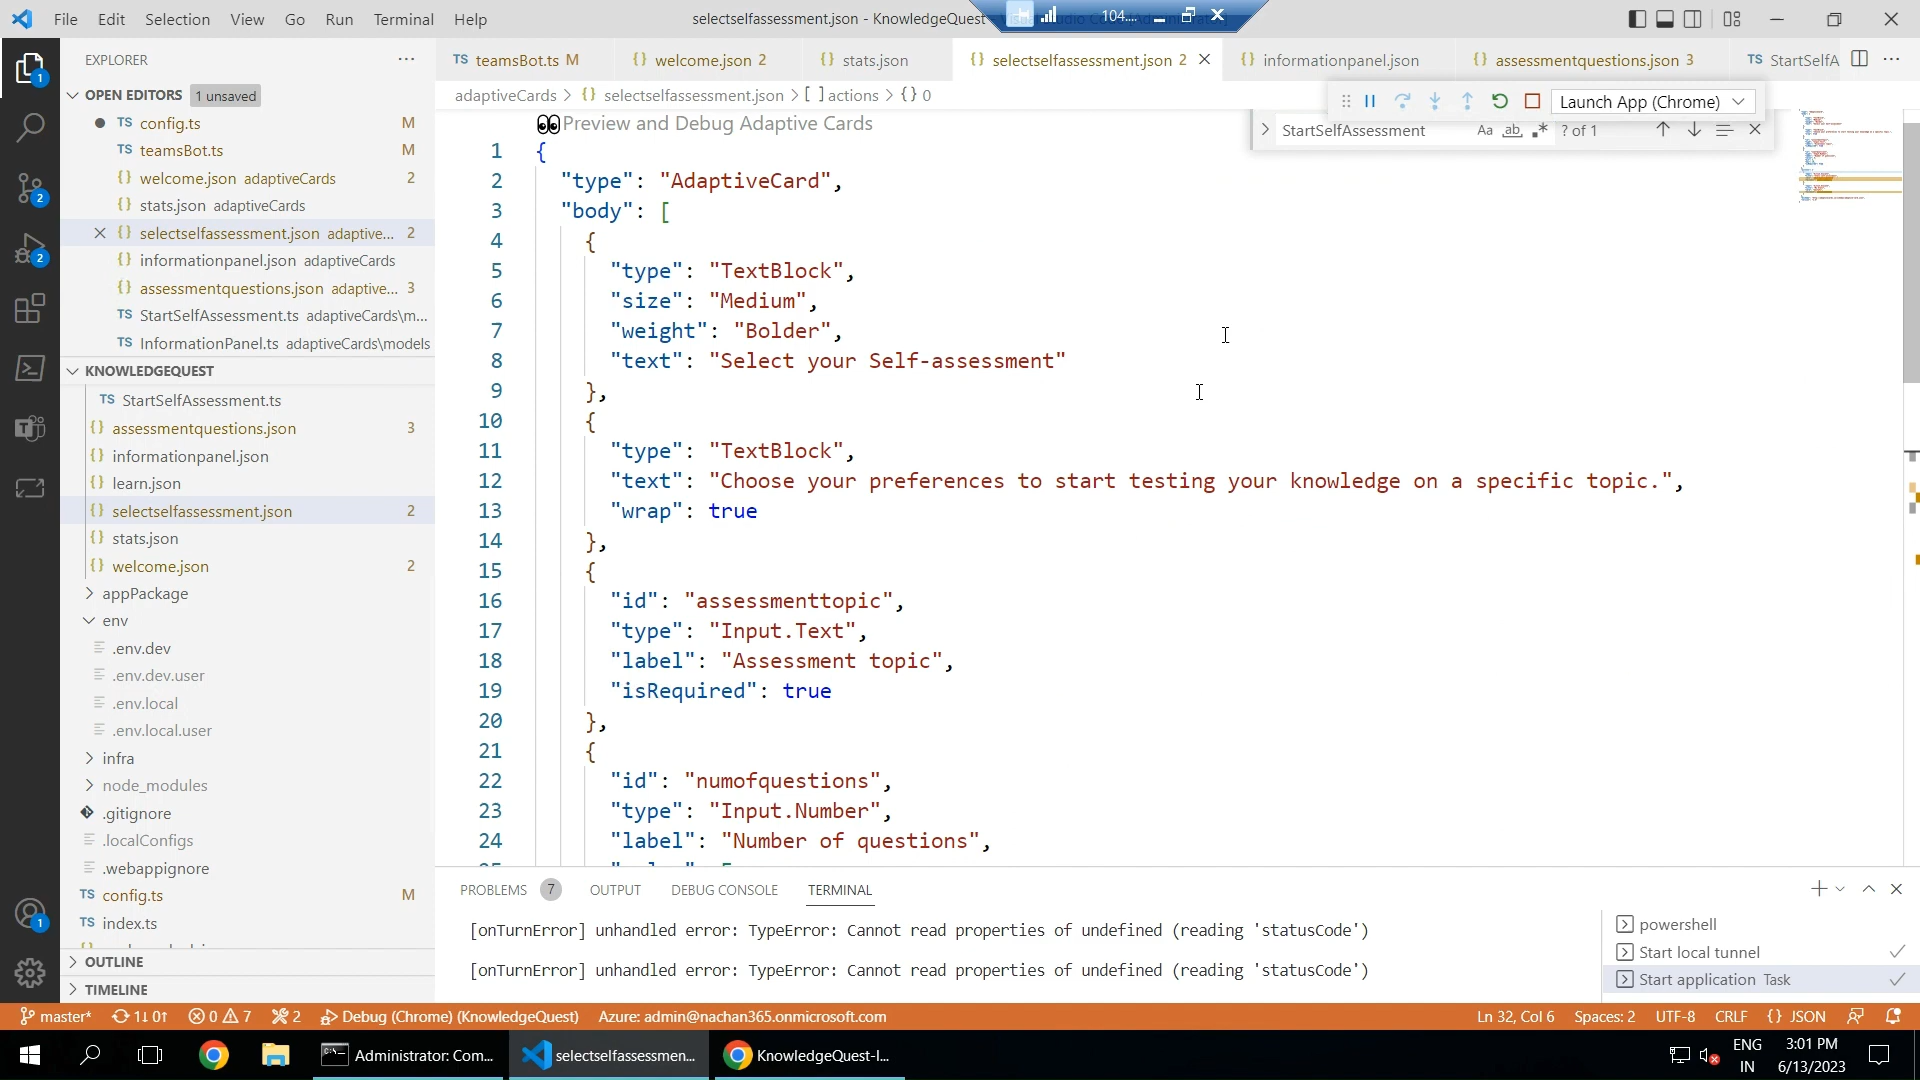 File Edit Selection View Go Run Terminal Help
selectselfassessment.json - KnowledgeQuest
104....
EXPLORER
OPEN EDITORS 1 unsaved
TS config.ts M
TS teamsBot.ts M
{} welcome.json adaptiveCards 2
{} stats.json adaptiveCards
{} selectselfassessment.json adaptive... 2
{} informationpanel.json adaptiveCards
{} assessmentquestions.json adaptive... 3
TS StartSelfAssessment.ts adaptiveCards\m...
TS InformationPanel.ts adaptiveCards\models
KNOWLEDGEQUEST
TS StartSelfAssessment.ts
{} assessmentquestions.json 3
{} informationpanel.json
{} learn.json
{} selectselfassessment.json 2
{} stats.json
{} welcome.json 2
appPackage
env
.env.dev
.env.dev.user
.env.local
.env.local.user
infra
node_modules
.gitignore
.localConfigs
.webappignore
TS config.ts M
TS index.ts
OUTLINE
TIMELINE
TS teamsBot.ts M
{} welcome.json 2
{} stats.json
{} selectselfassessment.json 2
{} informationpanel.json
{} assessmentquestions.json 3
TS StartSelfA
adaptiveCards > {} selectselfassessment.json > [ ] actions > {} 0
Launch App (Chrome)
StartSelfAssessment Aa ab .* ? of 1
Preview and Debug Adaptive Cards
1 {
2 "type": "AdaptiveCard",
3 "body": [
4 {
5 "type": "TextBlock",
6 "size": "Medium",
7 "weight": "Bolder",
8 "text": "Select your Self-assessment"
9 },
10 {
11 "type": "TextBlock",
12 "text": "Choose your preferences to start testing your knowledge on a specific topic.",
13 "wrap": true
14 },
15 {
16 "id": "assessmenttopic",
17 "type": "Input.Text",
18 "label": "Assessment topic",
19 "isRequired": true
20 },
21 {
22 "id": "numofquestions",
23 "type": "Input.Number",
24 "label": "Number of questions",
PROBLEMS 7 OUTPUT DEBUG CONSOLE TERMINAL
[onTurnError] unhandled error: TypeError: Cannot read properties of undefined (reading 'statusCode')
[onTurnError] unhandled error: TypeError: Cannot read properties of undefined (reading 'statusCode')
powershell
Start local tunnel
Start application Task
master* 1↓ 0↑ 0 7 2 Debug (Chrome) (KnowledgeQuest) Azure: admin@nachan365.onmicrosoft.com
Ln 32, Col 6 Spaces: 2 UTF-8 CRLF {} JSON
Administrator: Com... selectselfassessmen... KnowledgeQuest-l...
ENG
IN
3:01 PM
6/13/2023